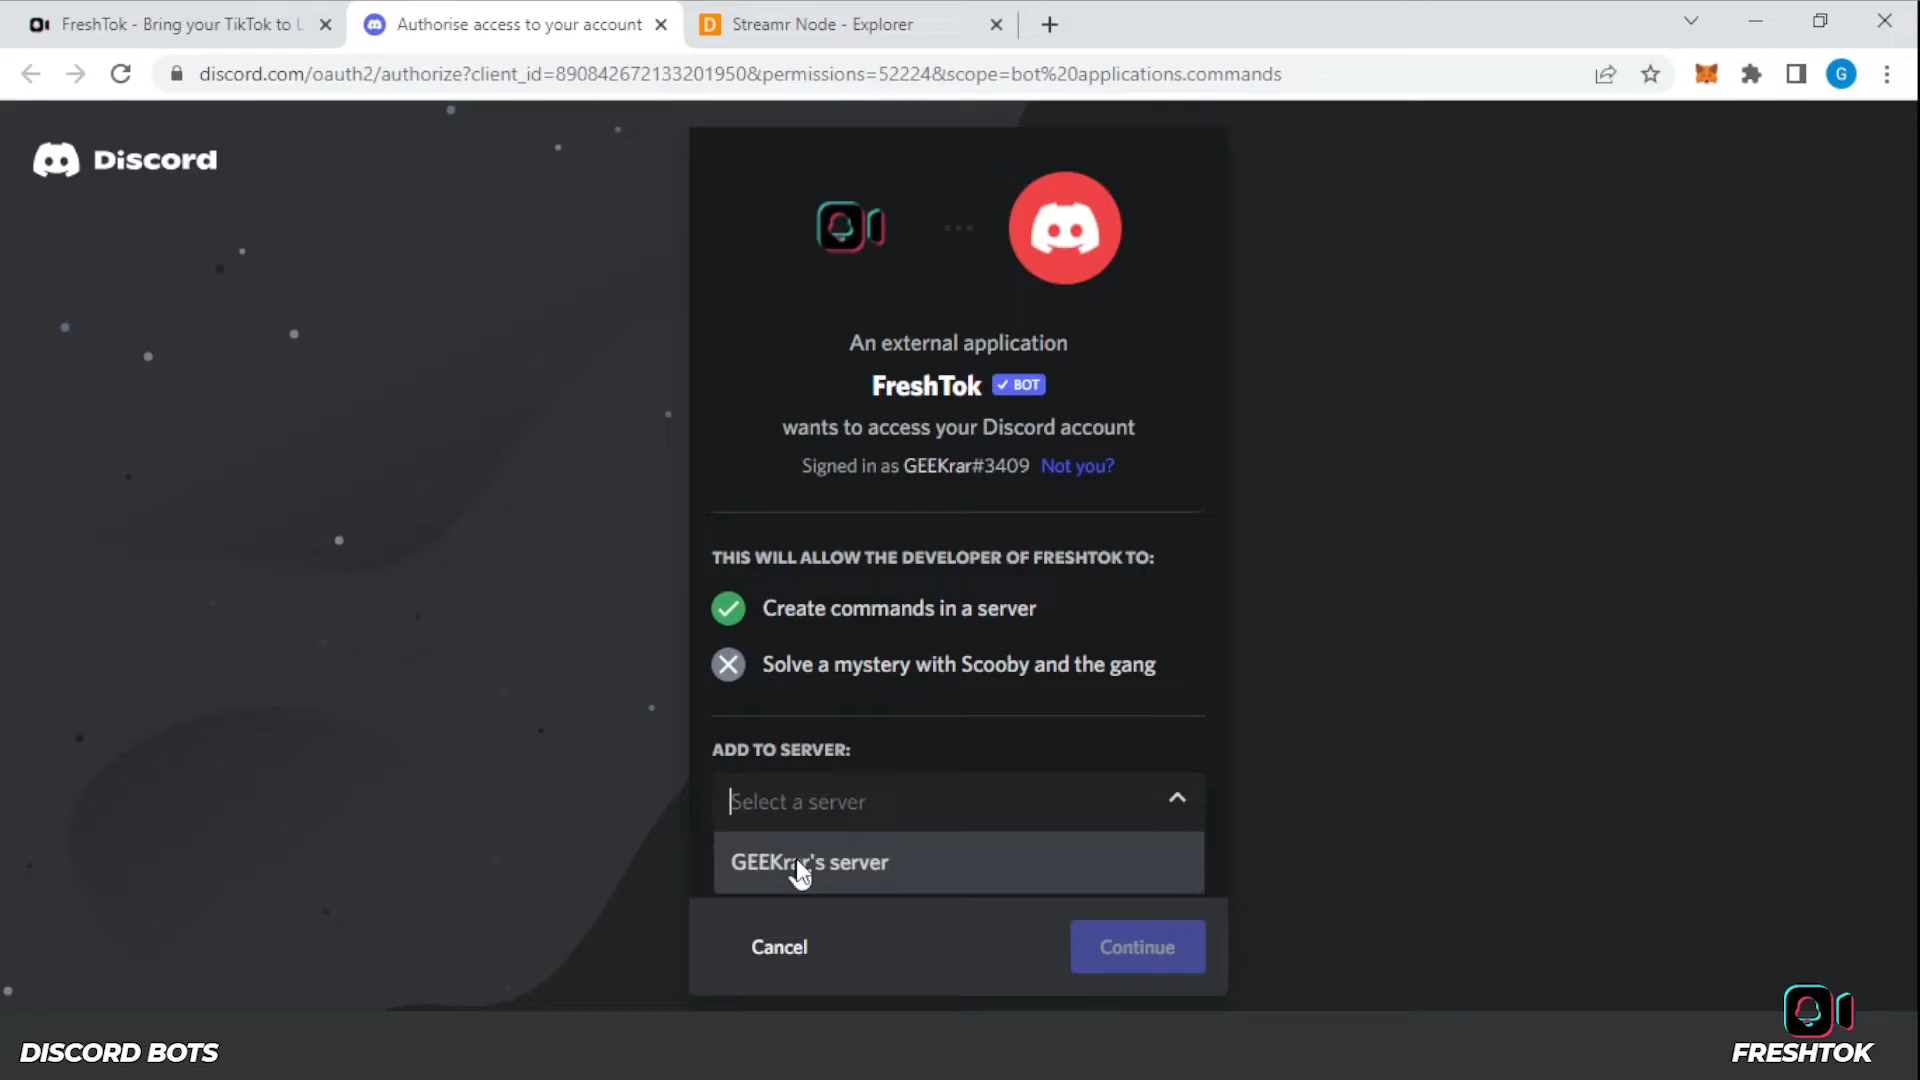 FreshTok - Bring your TikTok to L
Authorise access to your account
D
Streamr Node - Explorer
discord.com/oauth2/authorize?client_id=890842672133201950&permissions=52224&scope=bot%20applications.commands
G
Discord
An external application
FreshTok ✓ BOT
wants to access your Discord account
Signed in as GEEKrar#3409 Not you?
THIS WILL ALLOW THE DEVELOPER OF FRESHTOK TO:
Create commands in a server
Solve a mystery with Scooby and the gang
ADD TO SERVER:
Select a server
GEEKrar's server
Cancel
Continue
DISCORD BOTS
FRESHTOK